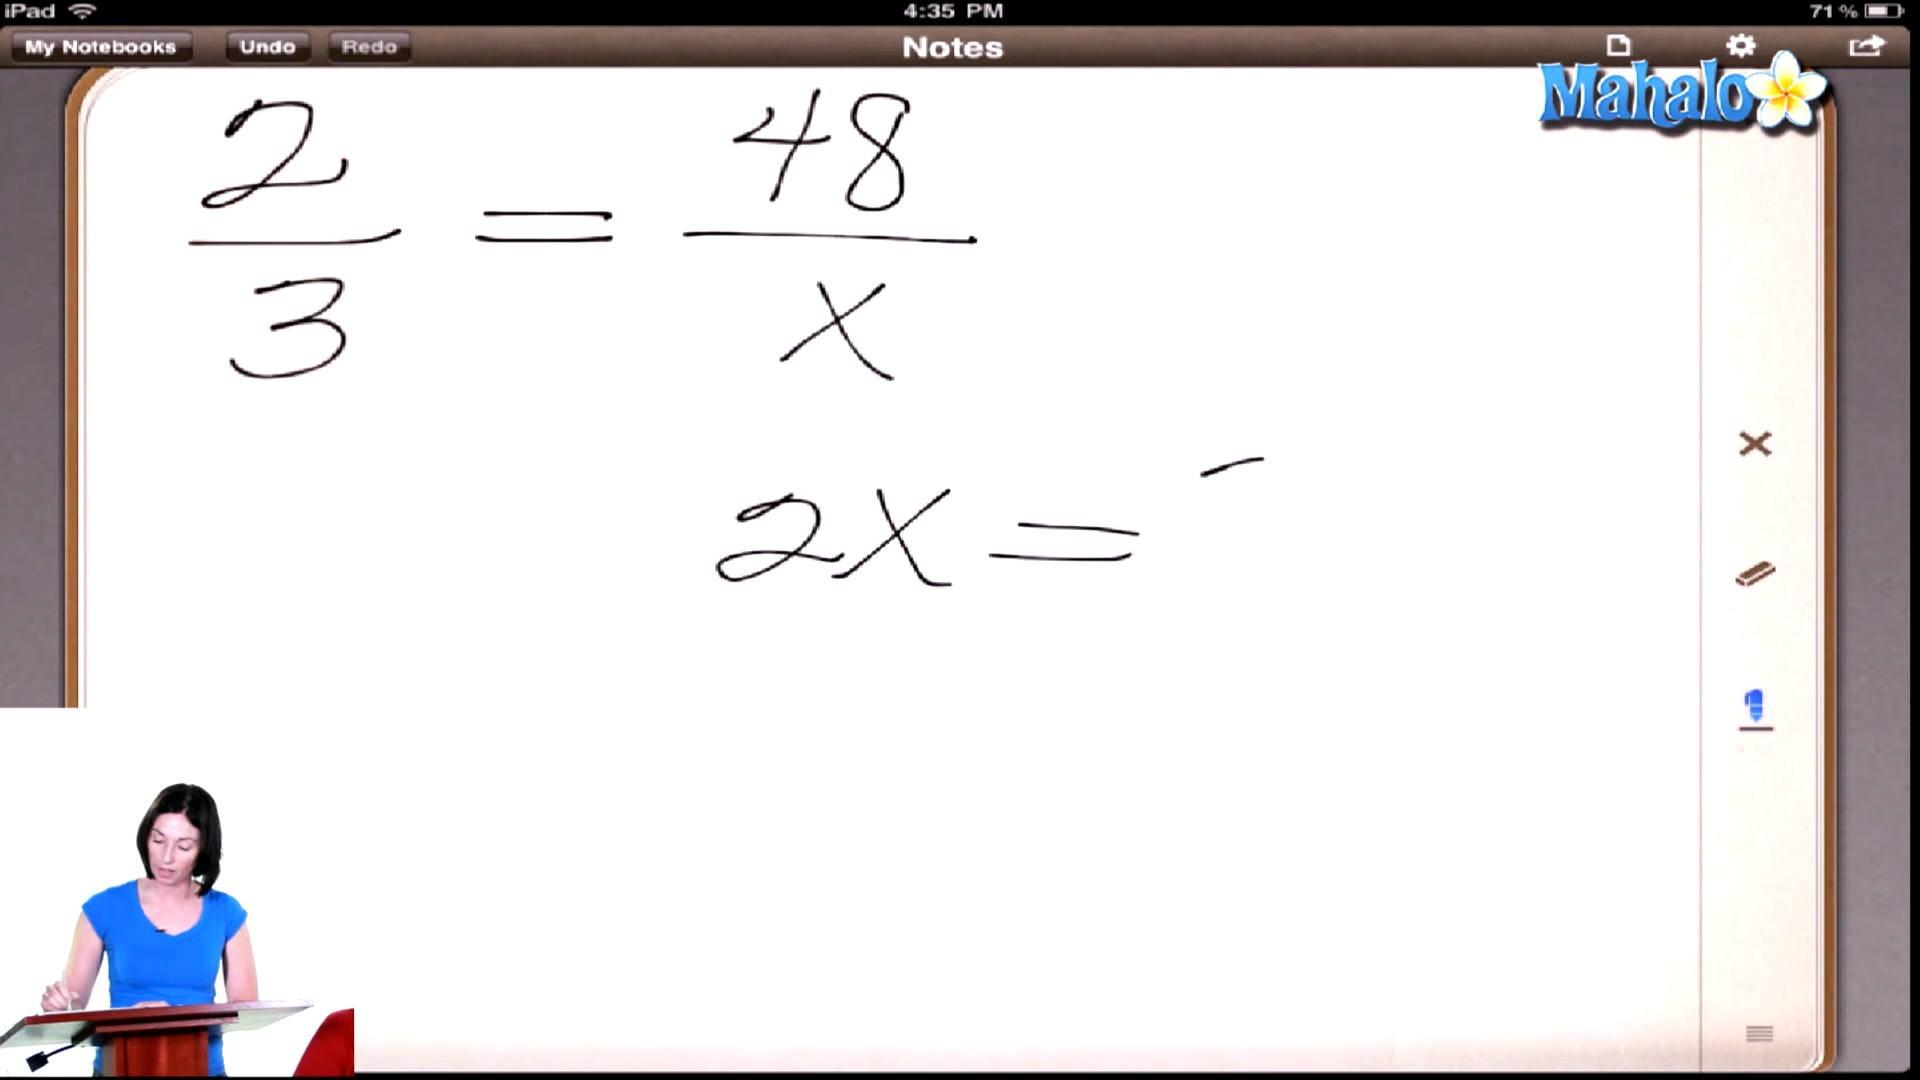 iPad 4:35 PM 71 %
My Notebooks Undo Redo Notes
Mahalo
2/3 = 48/x
2x =